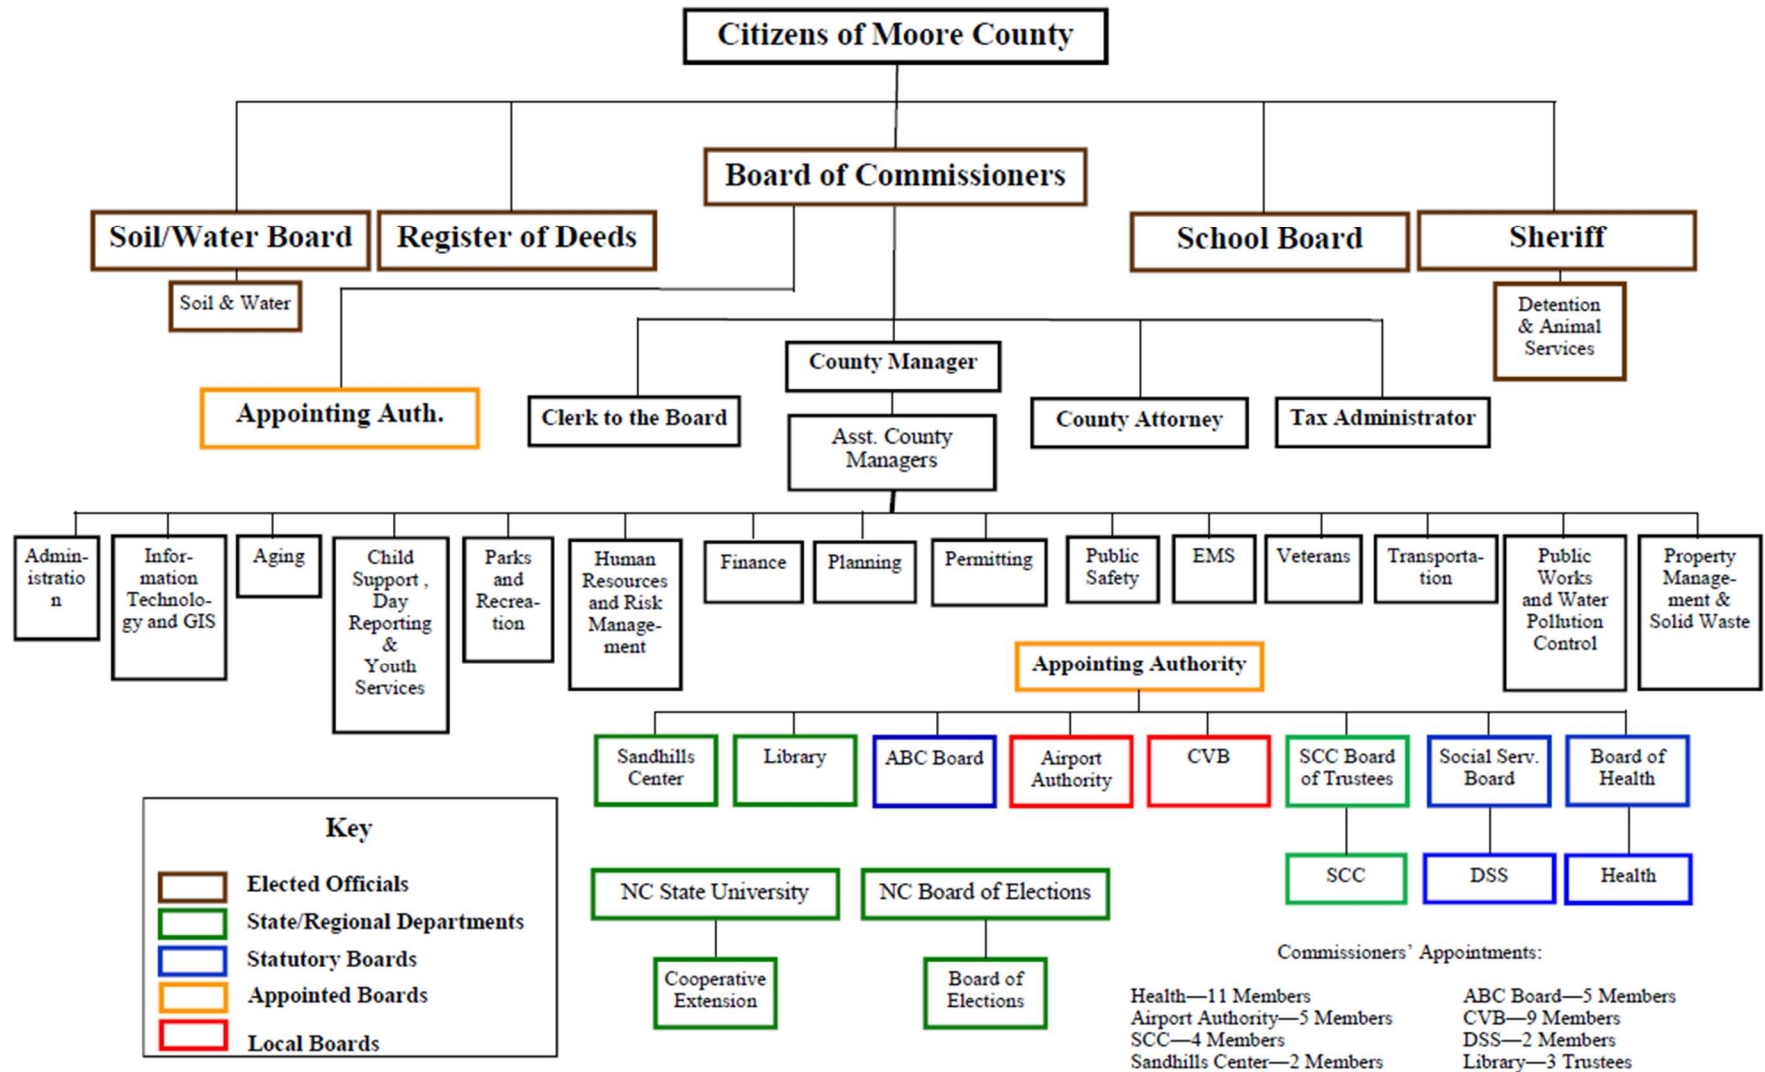 Citizens of Moore County
Board of Commissioners
Soil/Water Board
Register of Deeds
School Board
Sheriff
Soil & Water
Detention
& Animal
Services
County Manager
Appointing Auth.
Clerk to the Board
County Attorney
Tax Administrator
Asst. County
Managers
Admin-
istratio
n
Infor-
mation
Technolo-
gy and GIS
Aging
Child
Support ,
Day
Reporting
&
Youth
Services
Parks
and
Recrea-
tion
Human
Resources
and Risk
Manage-
ment
Finance
Planning
Permitting
Public
Safety
EMS
Veterans
Transporta-
tion
Public
Works
and Water
Pollution
Control
Property
Manage-
ment &
Solid Waste
Appointing Authority
Sandhills
Center
Library
ABC Board
Airport
Authority
CVB
SCC Board
of Trustees
Social Serv.
Board
Board of
Health
SCC
DSS
Health
Key
Elected Officials
State/Regional Departments
Statutory Boards
Appointed Boards
Local Boards
NC State University
NC Board of Elections
Cooperative
Extension
Board of
Elections
Commissioners' Appointments:
Health—11 Members
Airport Authority—5 Members
SCC—4 Members
Sandhills Center—2 Members
ABC Board—5 Members
CVB—9 Members
DSS—2 Members
Library—3 Trustees